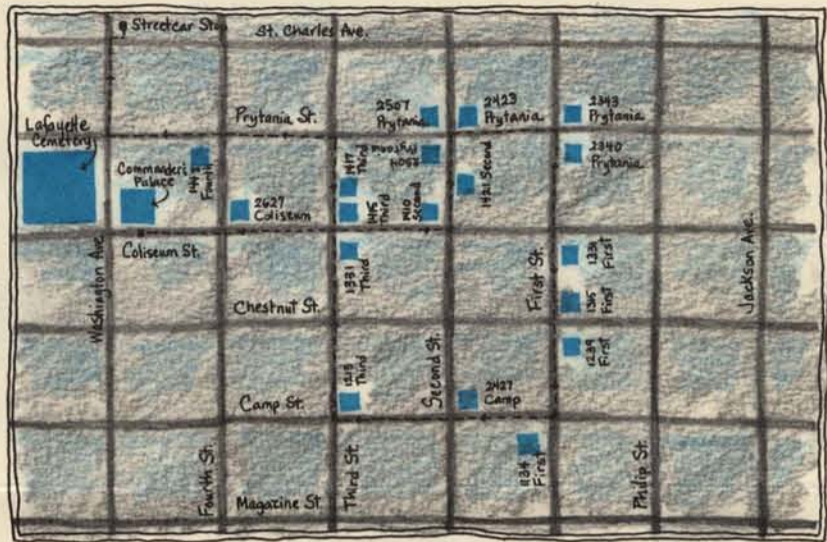 Streetcar Stop
St. Charles Ave.
Lafayette
Cemetery
Commander's
Palace
Fourth
Prytania St.
2507
Prytania
2423
Prytania
2343
Prytania
2504
Prytania
2340
Prytania
1417
Third
1415
Third
1410
Second
1421 Second
2627
Coliseum
Coliseum St.
Washington Ave.
1331
Third
First St.
1331
First
1315
First
1239
First
Jackson Ave.
Chestnut St.
Third
Second St.
2427
Camp
Camp St.
1134
First
Fourth St.
Third St.
Philip St.
Magazine St.